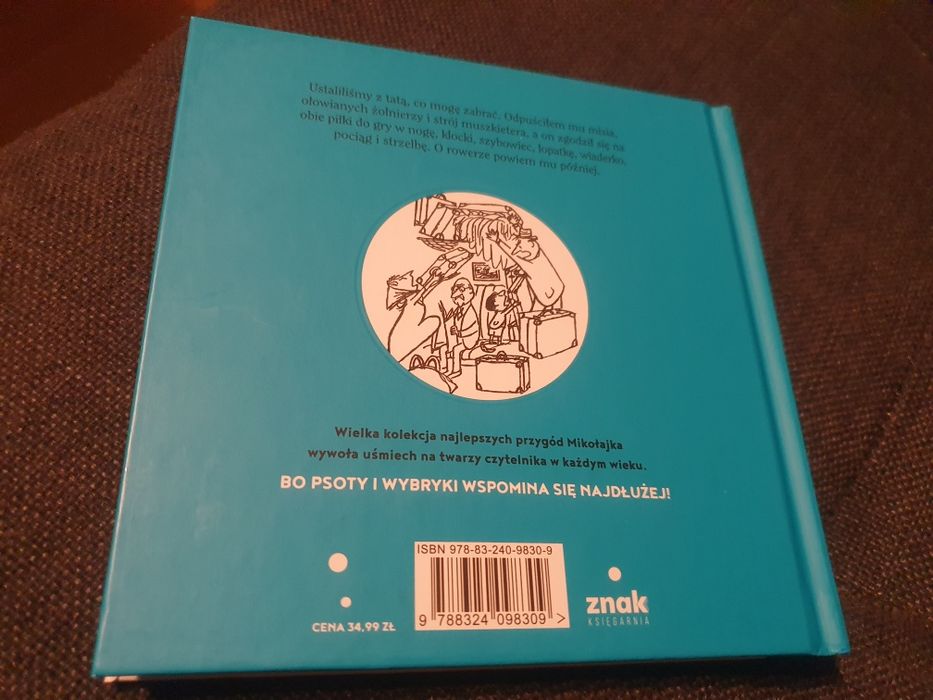 Ustaliliśmy z tatą, co mogę zabrać. Odpuściłem mu misia,
ołowianych żołnierzy i strój muszkietera, a on zgodził się na
obie piłki do gry w nogę, klocki, szybowiec, łopatkę, wiaderko,
pociąg i strzelbę. O rowerze powiem mu później.
Wielka kolekcja najlepszych przygód Mikołajka
wywoła uśmiech na twarzy czytelnika w każdym wieku.
BO PSOTY I WYBRYKI WSPOMINA SIĘ NAJDŁUŻEJ!
ISBN 978-83-240-9830-9
9 788324 098309 >
CENA 34,99 ZŁ
znak
KSIĘGARNIA